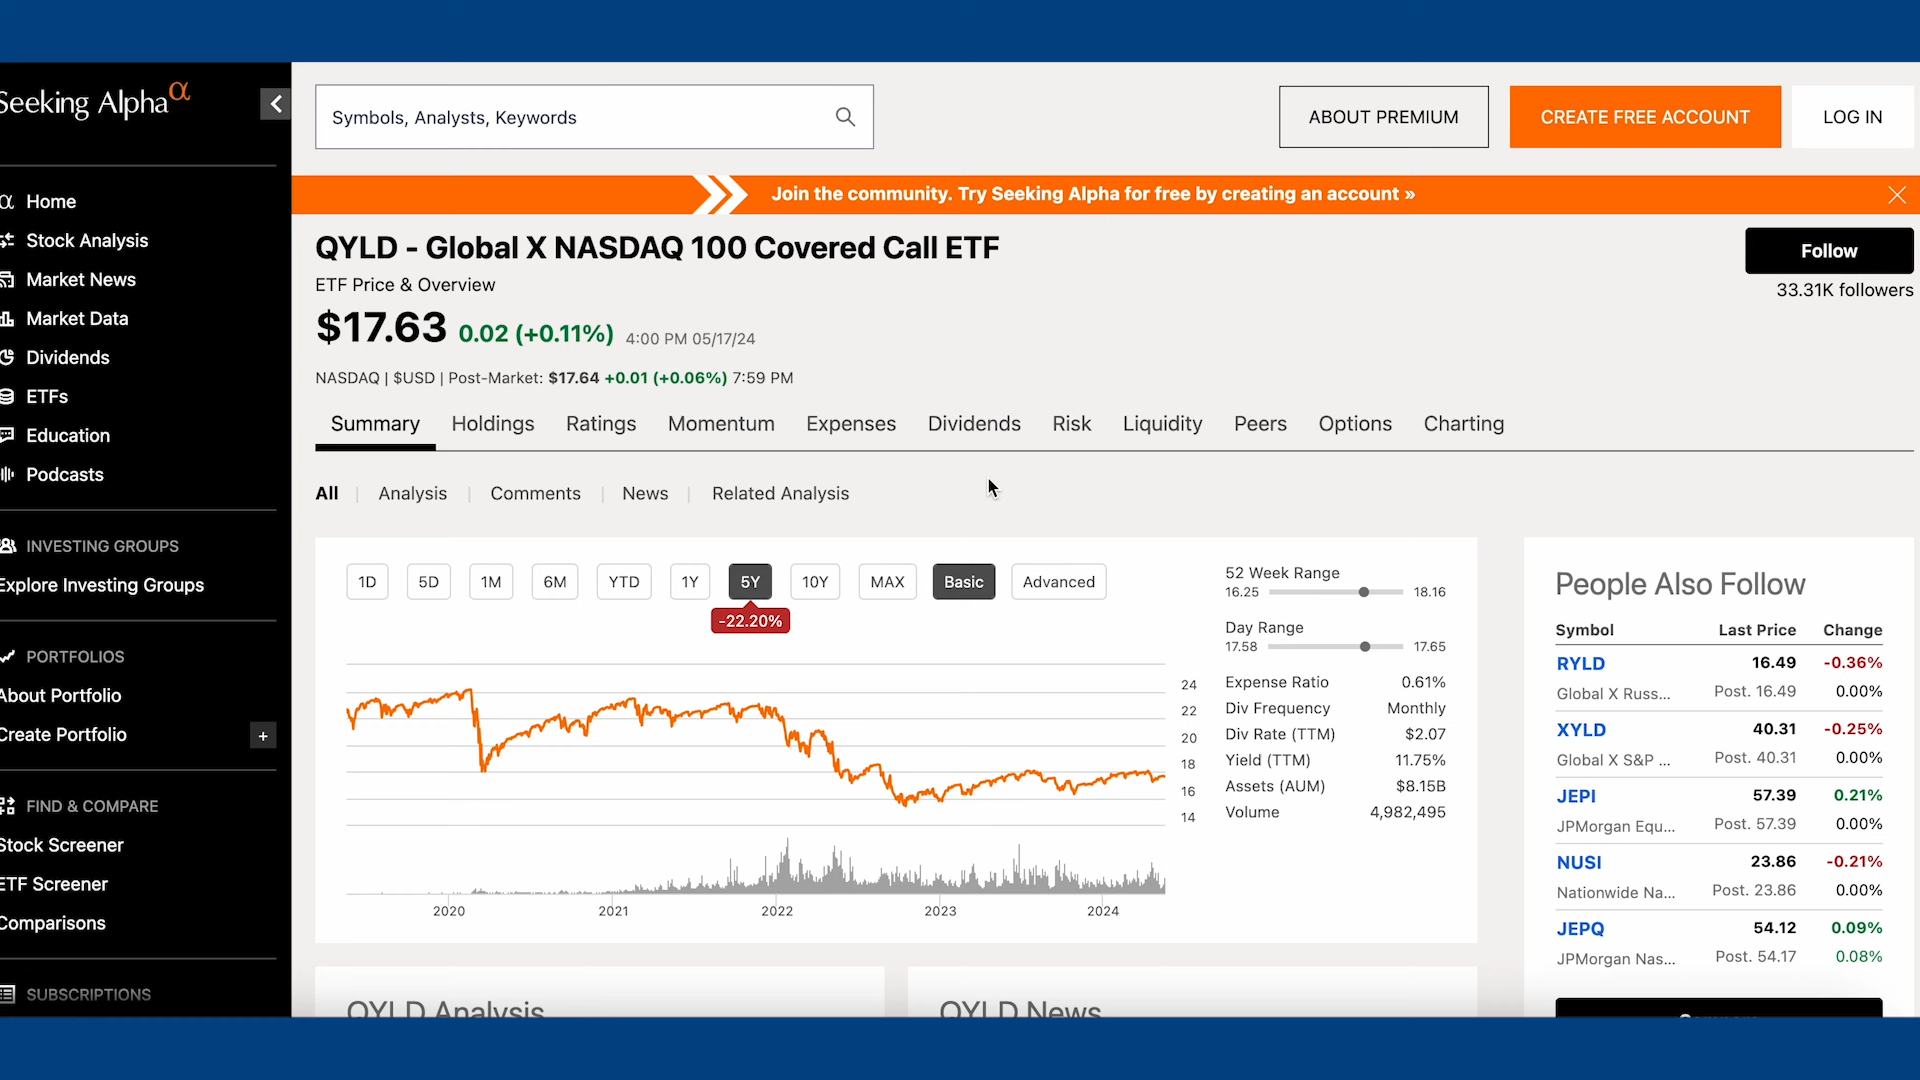 Seeking Alpha α
Symbols, Analysts, Keywords
ABOUT PREMIUM
CREATE FREE ACCOUNT
LOG IN
Join the community. Try Seeking Alpha for free by creating an account »
Home
Stock Analysis
Market News
Market Data
Dividends
ETFs
Education
Podcasts
INVESTING GROUPS
Explore Investing Groups
PORTFOLIOS
About Portfolio
Create Portfolio +
FIND & COMPARE
Stock Screener
ETF Screener
Comparisons
SUBSCRIPTIONS
QYLD - Global X NASDAQ 100 Covered Call ETF
ETF Price & Overview
$17.63 0.02 (+0.11%) 4:00 PM 05/17/24
NASDAQ | $USD | Post-Market: $17.64 +0.01 (+0.06%) 7:59 PM
Follow
33.31K followers
Summary Holdings Ratings Momentum Expenses Dividends Risk Liquidity Peers Options Charting
All | Analysis | Comments | News | Related Analysis
1D 5D 1M 6M YTD 1Y 5Y 10Y MAX Basic Advanced
-22.20%
24
22
20
18
16
14
2020 2021 2022 2023 2024
52 Week Range
16.25 18.16
Day Range
17.58 17.65
Expense Ratio 0.61%
Div Frequency Monthly
Div Rate (TTM) $2.07
Yield (TTM) 11.75%
Assets (AUM) $8.15B
Volume 4,982,495
People Also Follow
Symbol Last Price Change
RYLD 16.49 -0.36%
Global X Russ... Post. 16.49 0.00%
XYLD 40.31 -0.25%
Global X S&P ... Post. 40.31 0.00%
JEPI 57.39 0.21%
JPMorgan Equ... Post. 57.39 0.00%
NUSI 23.86 -0.21%
Nationwide Na... Post. 23.86 0.00%
JEPQ 54.12 0.09%
JPMorgan Nas... Post. 54.17 0.08%
QYLD Analysis
QYLD News